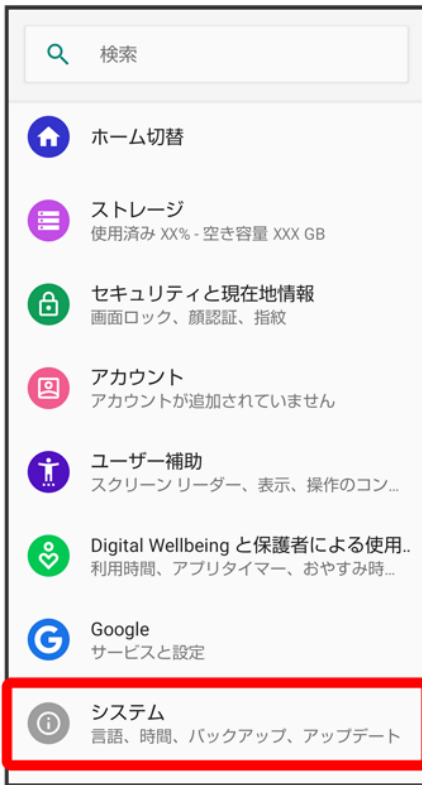 検索
ホーム切替
ストレージ
使用済み XX% - 空き容量 XXX GB
セキュリティと現在地情報
画面ロック、顔認証、指紋
アカウント
アカウントが追加されていません
ユーザー補助
スクリーン リーダー、表示、操作のコン...
Digital Wellbeing と保護者による使用..
利用時間、アプリタイマー、おやすみ時...
Google
サービスと設定
システム
言語、時間、バックアップ、アップデート